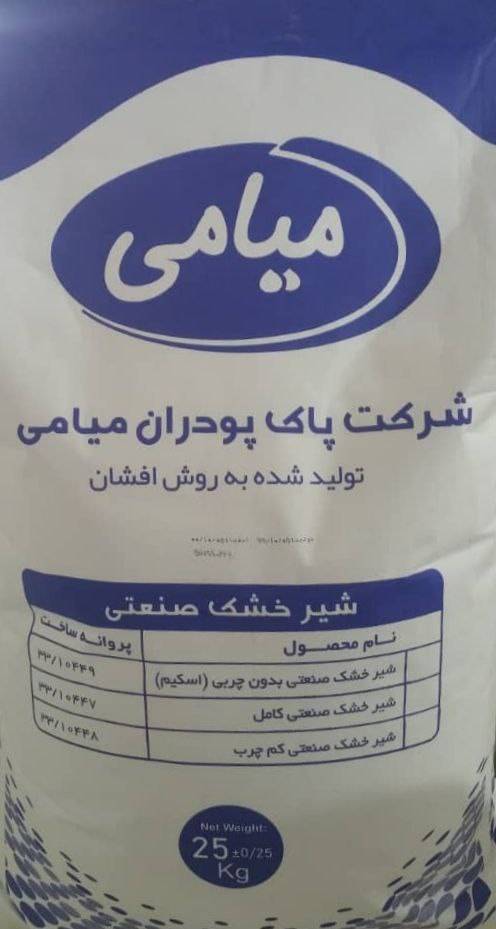 میامی
شرکت پاک پودران میامی
تولید شده به روش افشان
شیر خشک صنعتی
نام محصول پروانه ساخت
شیر خشک صنعتی بدون چربی (اسکیم) ۳۳/۱۰۴۴۹
شیر خشک صنعتی کامل ۳۳/۱۰۴۴۷
شیر خشک صنعتی کم چرب ۳۳/۱۰۴۴۸
Net Weight:
25 ±0/25
Kg